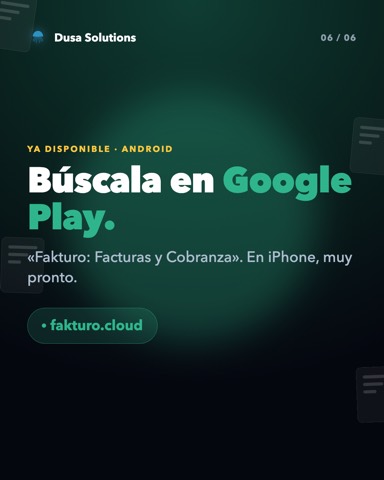 Dusa Solutions
06 / 06
YA DISPONIBLE · ANDROID
Búscala en Google
Play.
«Fakturo: Facturas y Cobranza». En iPhone, muy
pronto.
• fakturo.cloud